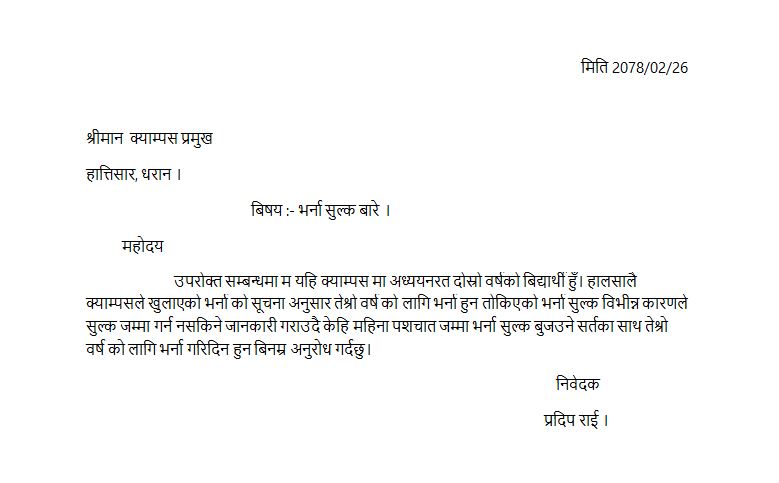 मिति 2078/02/26
श्रीमान  क्याम्पस प्रमुख
हात्तिसार, धरान ।
बिषय :- भर्ना सुल्क बारे ।
महोदय
उपरोक्त सम्बन्धमा म यहि क्याम्पस मा अध्ययनरत दोस्रो वर्षको बिद्यार्थी हुँ। हालसालै
क्याम्पसले खुलाएको भर्ना को सूचना अनुसार तेश्रो वर्ष को लागि भर्ना हुन तोकिएको भर्ना सुल्क विभीन्न कारणले
सुल्क जम्मा गर्न नसकिने जानकारी गराउदै केहि महिना पशचात जम्मा भर्ना सुल्क बुजउने सर्तका साथ तेश्रो
वर्ष को लागि भर्ना गरिदिन हुन बिनम्र अनुरोध गर्दछु।
निवेदक
प्रदिप राई ।